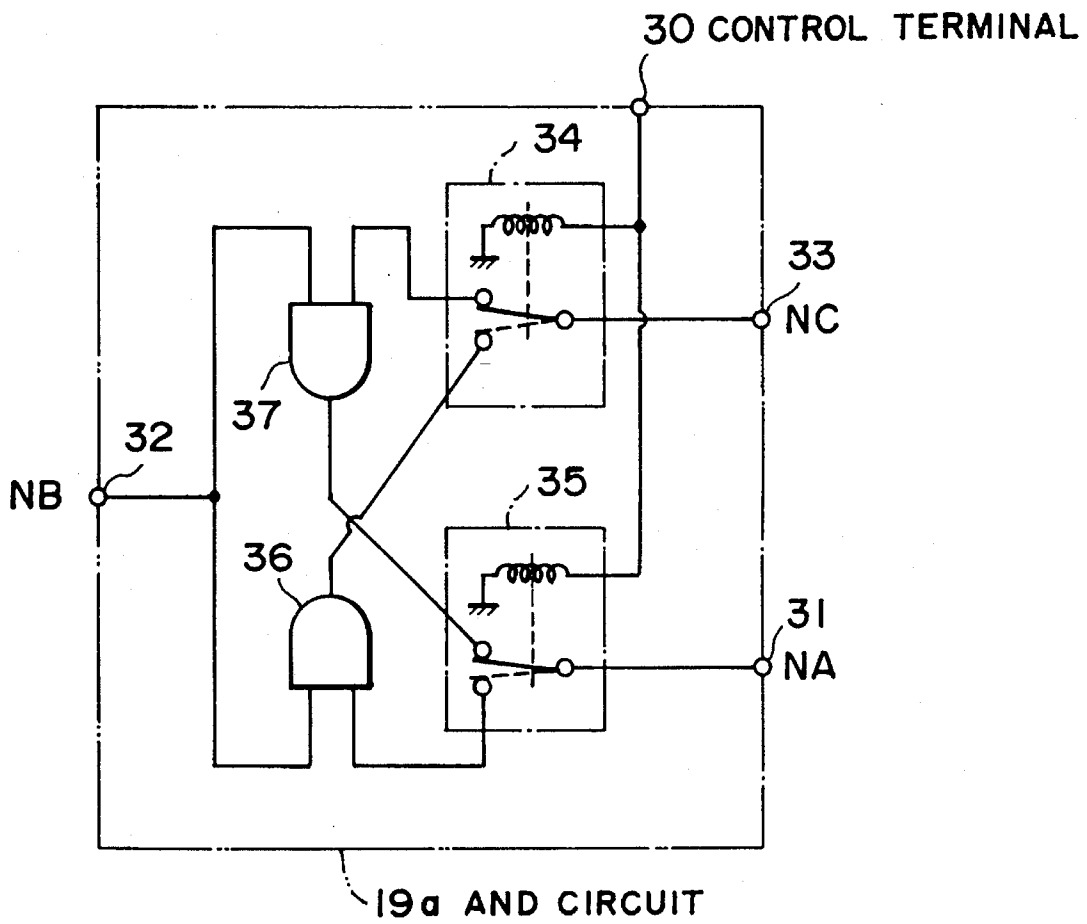 30 CONTROL TERMINAL
34
33
NC
37
32
NB
35
36
31
NA
19a AND CIRCUIT